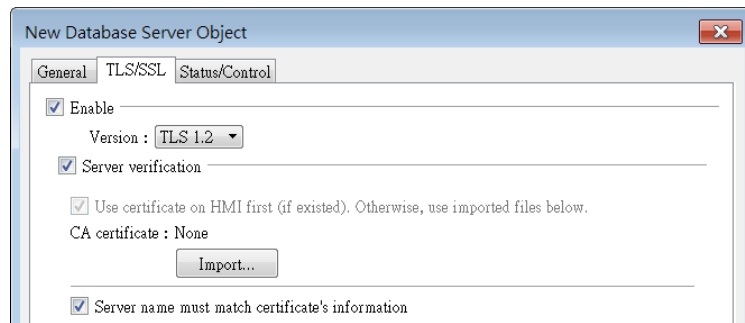 New Database Server Object
General TLS/SSL Status/Control
Enable
Version : TLS 1.2
Server verification
Use certificate on HMI first (if existed). Otherwise, use imported files below.
CA certificate : None
Import...
Server name must match certificate's information